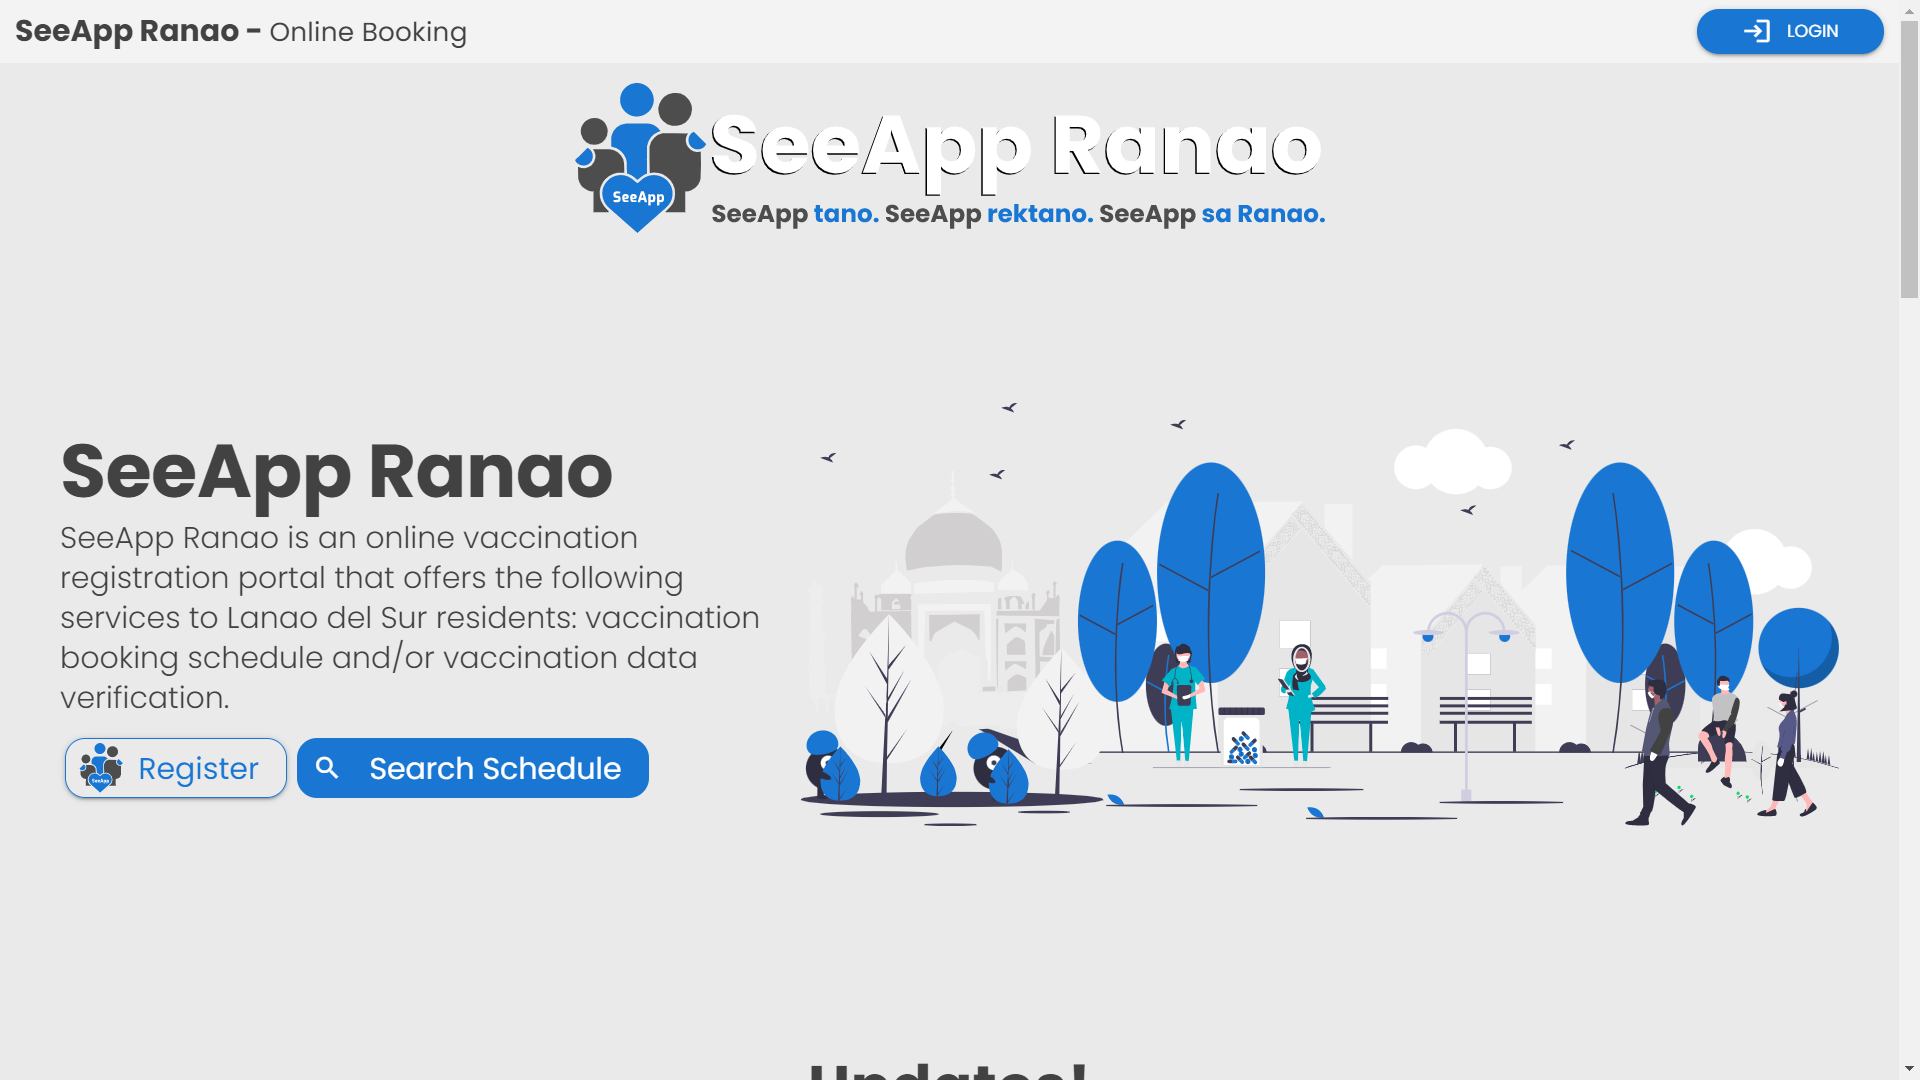 SeeApp Ranao - Online Booking
LOGIN
SeeApp Ranao
SeeApp
SeeApp tano. SeeApp rektano. SeeApp sa Ranao.
SeeApp Ranao
SeeApp Ranao is an online vaccination
registration portal that offers the following
services to Lanao del Sur residents: vaccination
booking schedule and/or vaccination data
verification.
SeeApp
Register
Search Schedule
Updates!